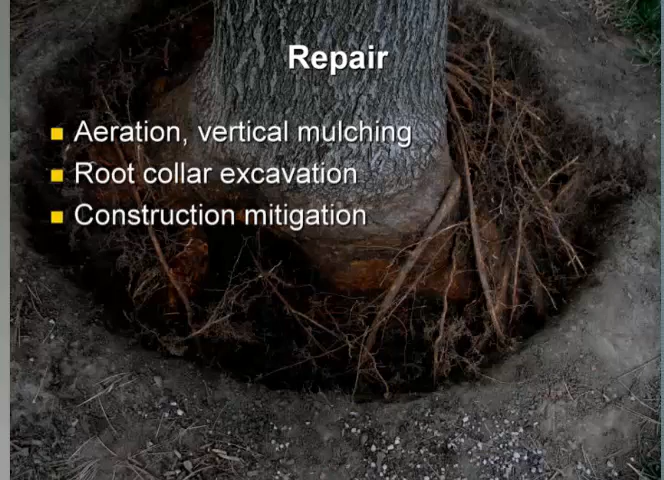 Repair
Aeration, vertical mulching
Root collar excavation
Construction mitigation